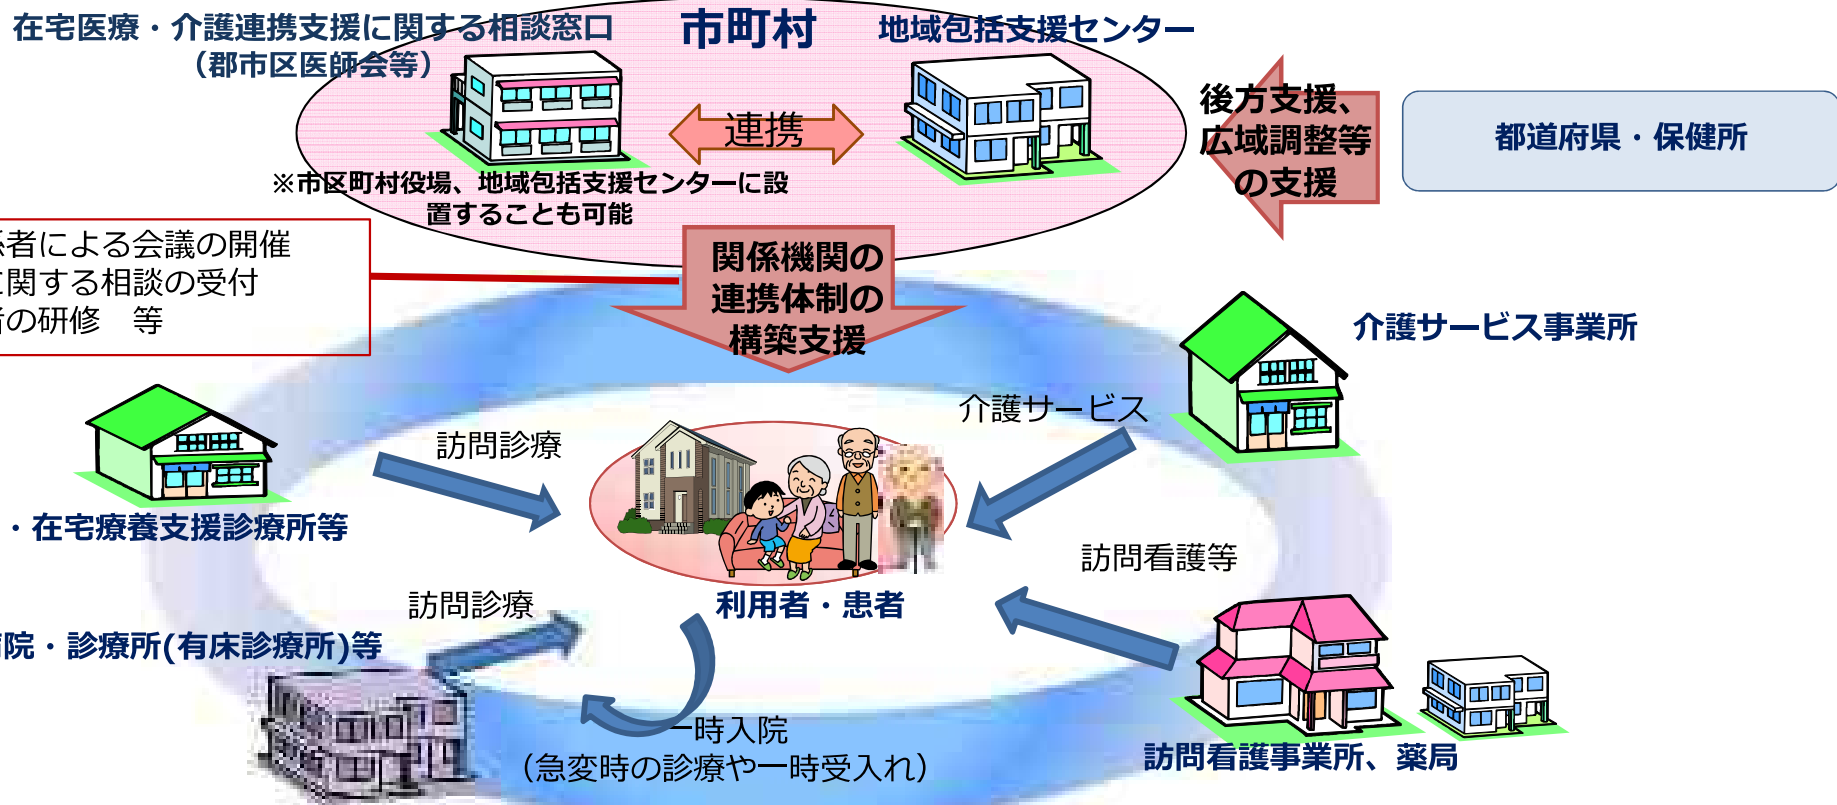 在宅医療・介護連携支援に関する相談窓口
（郡市区医師会等）
市町村
地域包括支援センター
連携
※市区町村役場、地域包括支援センターに設
置することも可能
後方支援、
広域調整等
の支援
都道府県・保健所
係者による会議の開催
に関する相談の受付
者の研修　等
関係機関の
連携体制の
構築支援
介護サービス事業所
介護サービス
訪問診療
・在宅療養支援診療所等
訪問看護等
利用者・患者
訪問診療
病院・診療所(有床診療所)等
一時入院
（急変時の診療や一時受入れ）
訪問看護事業所、薬局